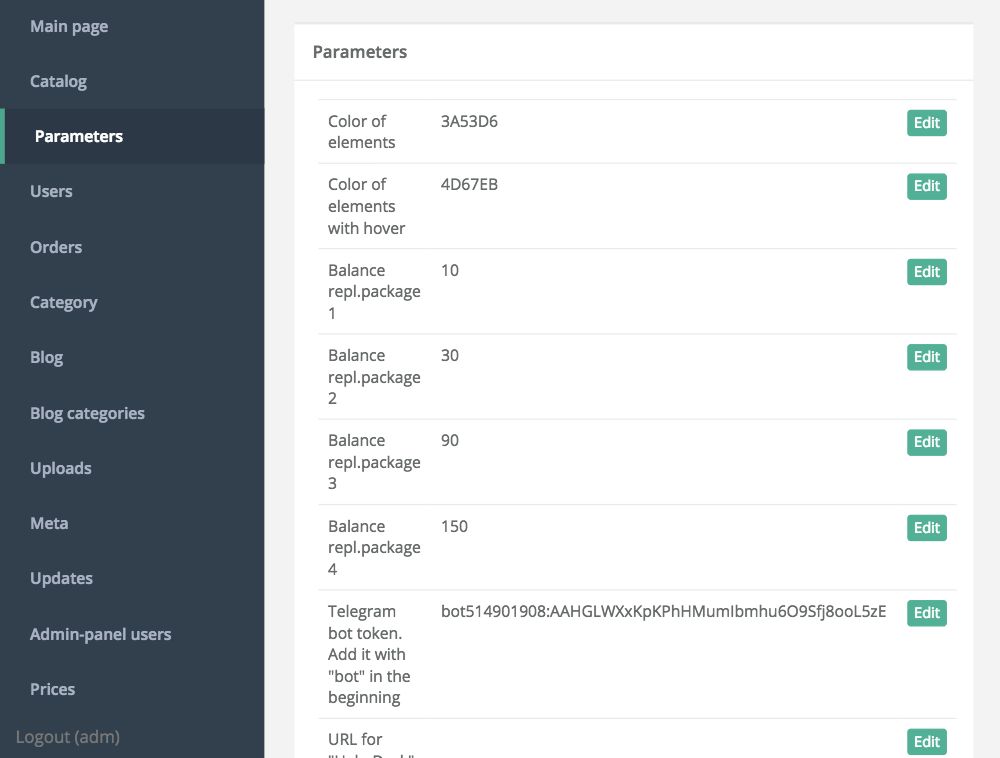 Main page
Catalog
Parameters
Users
Orders
Category
Blog
Blog categories
Uploads
Meta
Updates
Admin-panel users
Prices
Logout (adm)
Parameters
Color of
elements
3A53D6
Edit
Color of
elements
with hover
4D67EB
Edit
Balance
repl.package
1
10
Edit
Balance
repl.package
2
30
Edit
Balance
repl.package
3
90
Edit
Balance
repl.package
4
150
Edit
Telegram
bot token.
Add it with
"bot" in the
beginning
bot514901908:AAHGLWXxKpKPhHMumIbmhu6O9Sfj8ooL5zE
Edit
URL for
Edit